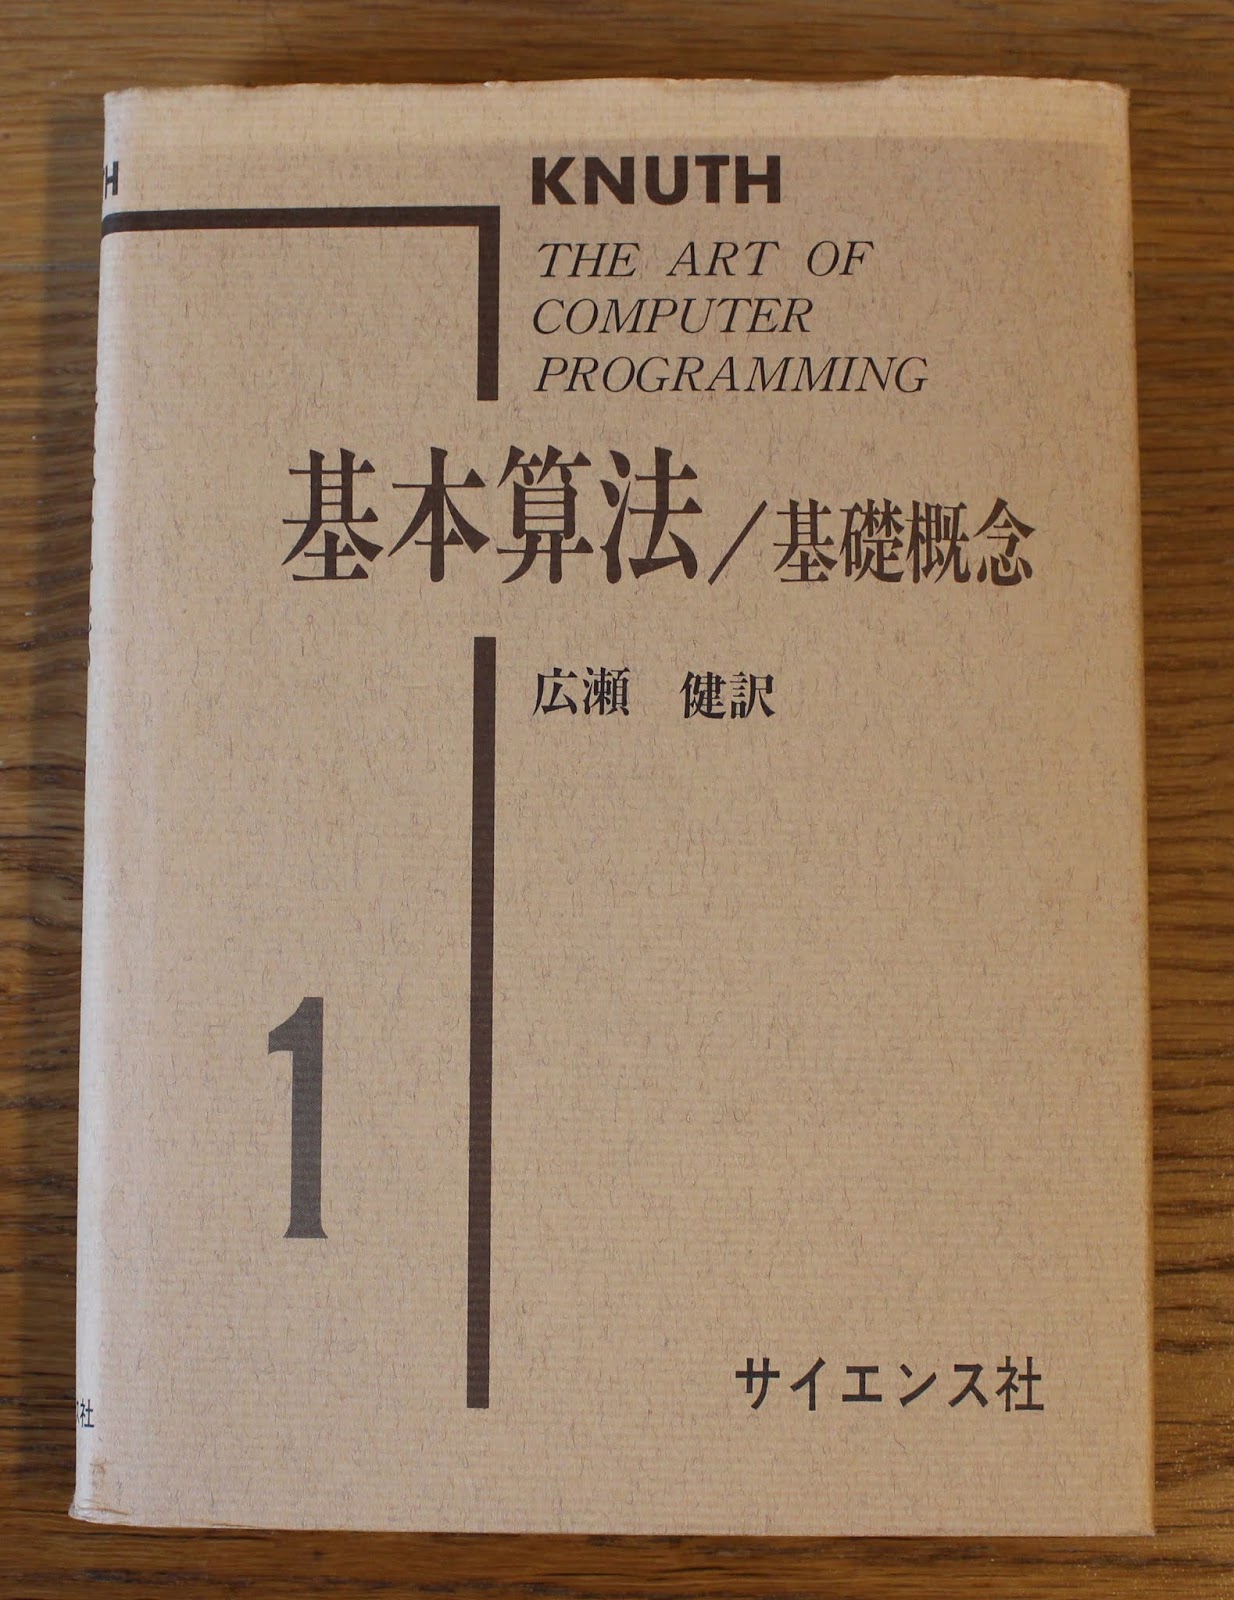 KNUTH
THE ART OF
COMPUTER
PROGRAMMING
基本算法/基礎概念
広瀬 健訳
1
サイエンス社